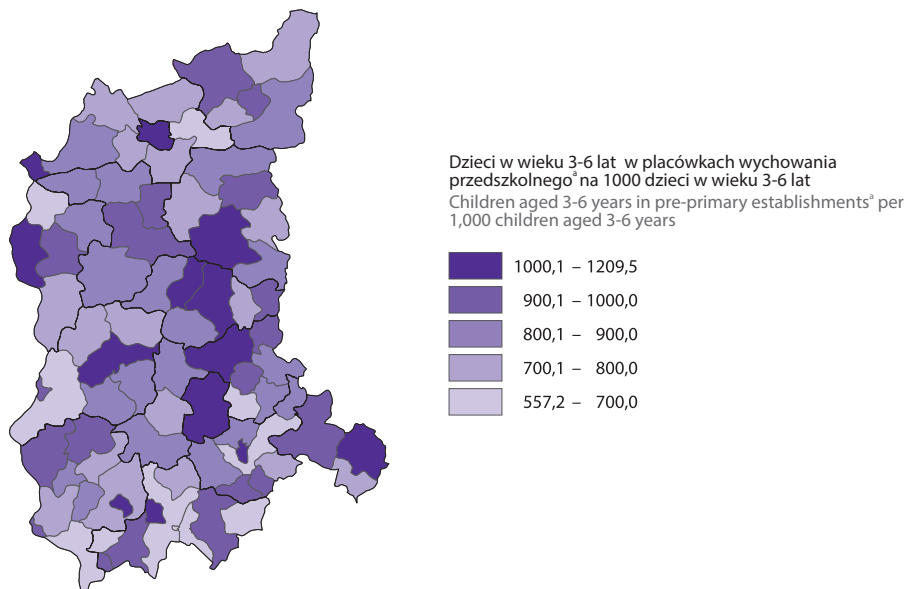 Dzieci w wieku 3-6 lat w placówkach wychowania
przedszkolnegoª na 1000 dzieci w wieku 3-6 lat
Children aged 3-6 years in pre-primary establishmentsª per
1,000 children aged 3-6 years
1000,1 – 1209,5
900,1 – 1000,0
800,1 – 900,0
700,1 – 800,0
557,2 – 700,0